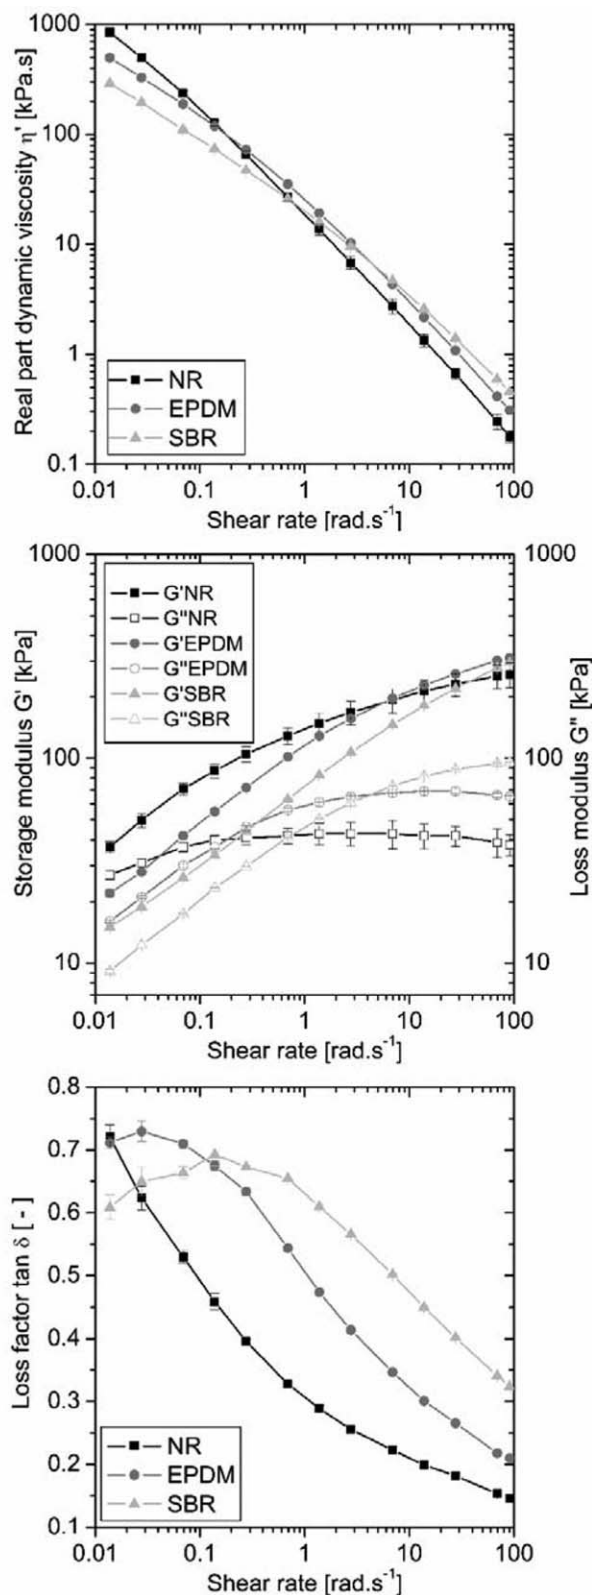 Real part dynamic viscosity η' [kPa.s]
1000
100
10
1
0.1
NR
EPDM
SBR
0.01 0.1 1 10 100
Shear rate [rad.s⁻¹]
Storage modulus G' [kPa]
1000
100
10
G'NR
G''NR
G'EPDM
G''EPDM
G'SBR
G''SBR
1000
100
10
Loss modulus G'' [kPa]
0.01 0.1 1 10 100
Shear rate [rad.s⁻¹]
Loss factor tan δ [ - ]
0.8
0.7
0.6
0.5
0.4
0.3
0.2
0.1
NR
EPDM
SBR
0.01 0.1 1 10 100
Shear rate [rad.s⁻¹]